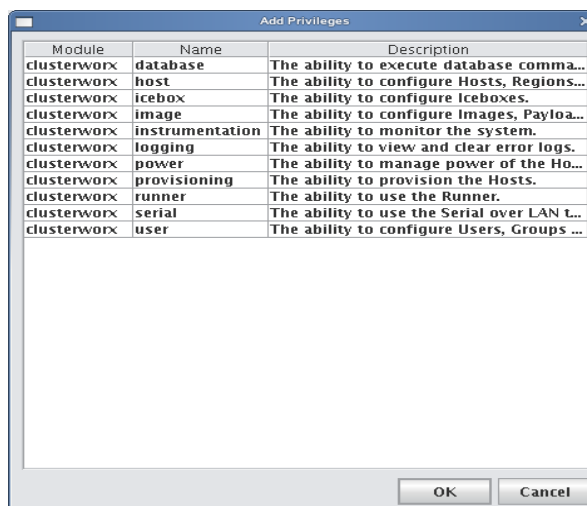 Add Privileges
Module Name Description
clusterworx database The ability to execute database comma...
clusterworx host The ability to configure Hosts, Regions...
clusterworx icebox The ability to configure Iceboxes.
clusterworx image The ability to configure Images, Payloa...
clusterworx instrumentation The ability to monitor the system.
clusterworx logging The ability to view and clear error logs.
clusterworx power The ability to manage power of the Ho...
clusterworx provisioning The ability to provision the Hosts.
clusterworx runner The ability to use the Runner.
clusterworx serial The ability to use the Serial over LAN t...
clusterworx user The ability to configure Users, Groups ...
OK Cancel